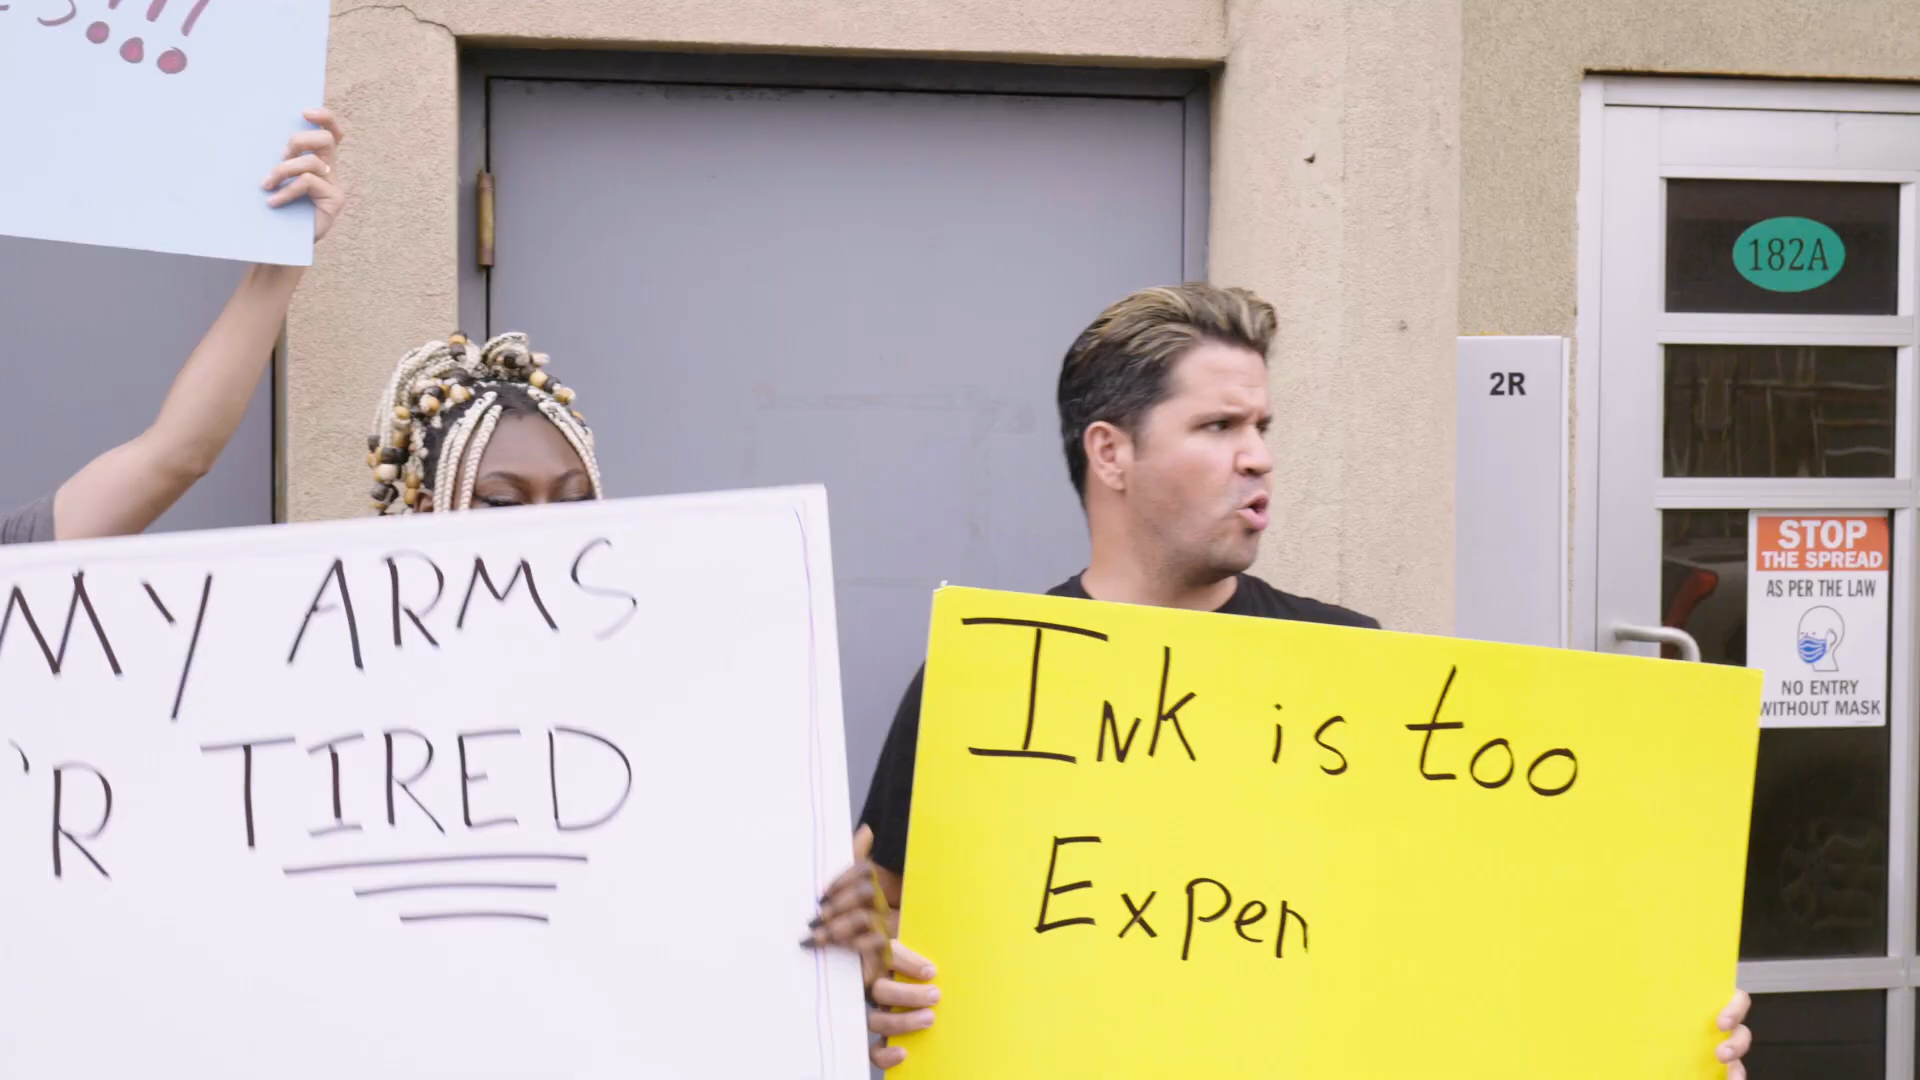 MY ARMS
'R TIRED
Ink is too
Expen
182A
2R
STOP
THE SPREAD
AS PER THE LAW
NO ENTRY
WITHOUT MASK